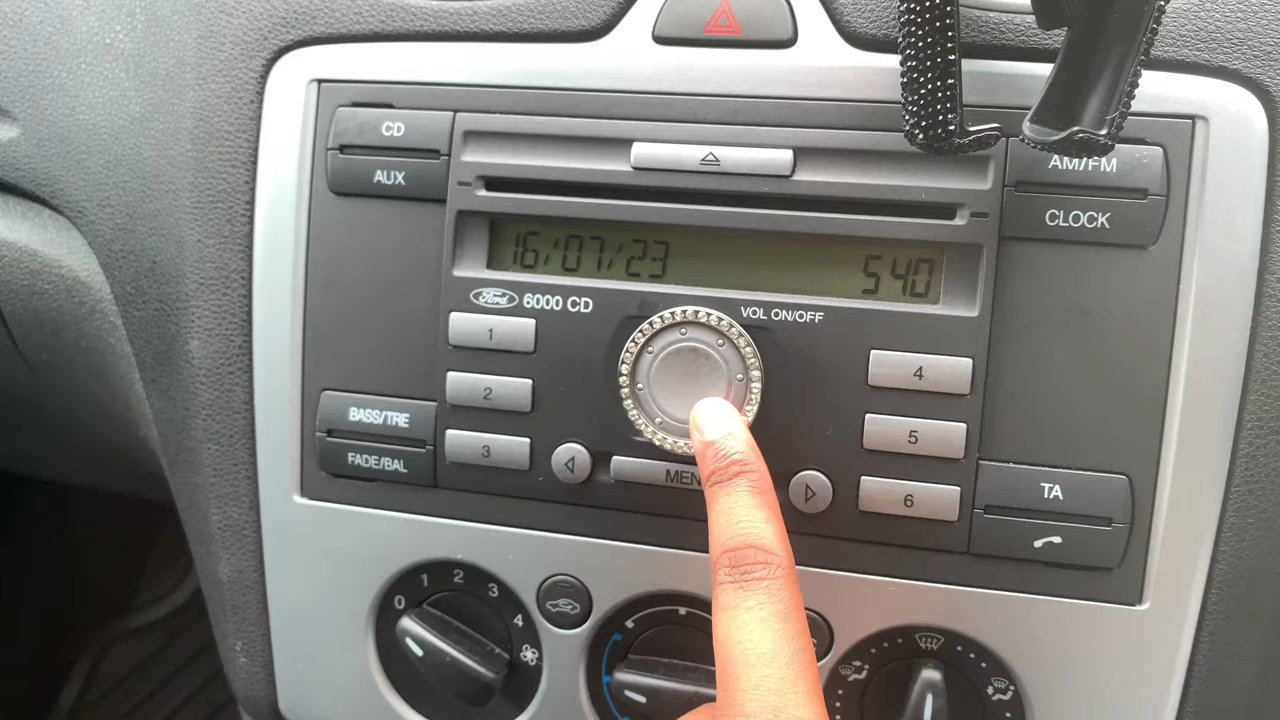 CD
AUX
AM/FM
CLOCK
16/07/23 540
Ford 6000 CD
VOL ON/OFF
1
2
3
4
5
6
BASS/TRE
FADE/BAL
MEN
TA
0 1 2 3 4